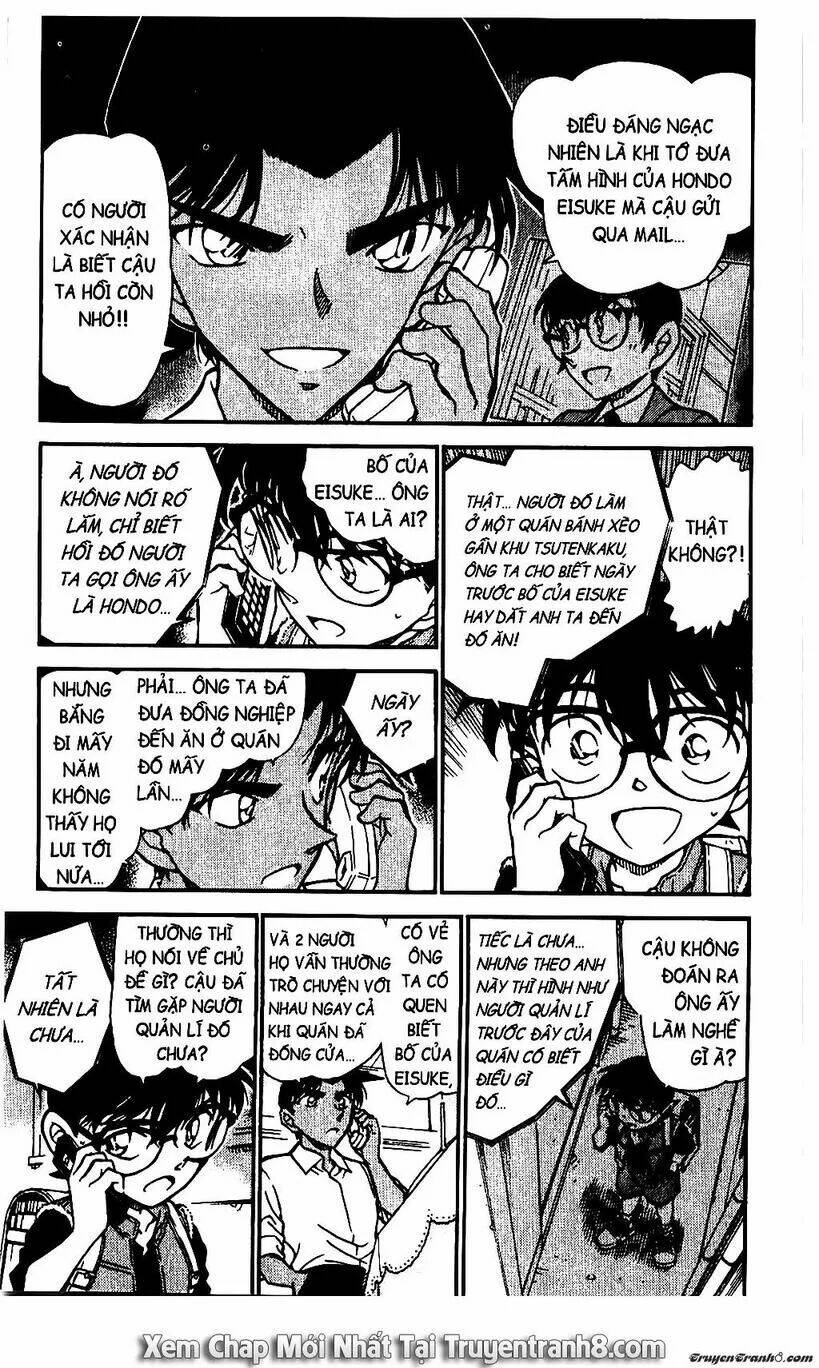 ĐIỀU ĐÁNG NGẠC
NHIÊN LÀ KHI TỚ ĐƯA
TẤM HÌNH CỦA HONDO
EISUKE MÀ CẬU GỬI
QUA MAIL...
CÓ NGƯỜI
XÁC NHẬN
LÀ BIẾT CẬU
TA HỒI CÒN
NHỎ!!
THẬT
KHÔNG?!
THẬT... NGƯỜI ĐÓ LÀM
Ở MỘT QUÁN BÁNH XÈO
GẦN KHU TSUTENKAKU,
ÔNG TA CHO BIẾT NGÀY
TRƯỚC BỐ CỦA EISUKE
HAY DẮT ANH TA ĐẾN
ĐÓ ĂN!
BỐ CỦA
EISUKE... ÔNG
TA LÀ AI?
À, NGƯỜI ĐÓ
KHÔNG NÓI RÕ
LẮM, CHỈ BIẾT
HỒI ĐÓ NGƯỜI
TA GỌI ÔNG ẤY
LÀ HONDO...
NGÀY
ẤY?
PHẢI... ÔNG TA ĐÃ
ĐƯA ĐỒNG NGHIỆP
ĐẾN ĂN Ở QUÁN
ĐÓ MẤY
LẦN...
NHƯNG
BẴNG
ĐI MẤY
NĂM
KHÔNG
THẤY HỌ
LUI TỚI
NỮA...
CẬU KHÔNG
ĐOÁN RA
ÔNG ẤY
LÀM NGHỀ
GÌ À?
TIẾC LÀ CHƯA...
NHƯNG THEO ANH
NÀY THÌ HÌNH NHƯ
NGƯỜI QUẢN LÍ
TRƯỚC ĐÂY CỦA
QUÁN CÓ BIẾT
ĐIỀU GÌ
ĐÓ...
CÓ VẺ
ÔNG
TA CÓ
QUEN
BIẾT
BỐ CỦA
EISUKE,
VÀ 2 NGƯỜI
HỌ VẪN THƯỜNG
TRÒ CHUYỆN VỚI
NHAU NGAY CẢ
KHI QUÁN ĐÃ
ĐÓNG CỬA...
THƯỜNG THÌ
HỌ NÓI VỀ CHỦ
ĐỀ GÌ? CẬU ĐÃ
TÌM GẶP NGƯỜI
QUẢN LÍ ĐÓ
CHƯA?
TẤT
NHIÊN LÀ
CHƯA...
Xem Chap Mới Nhất Tại Truyentranh8.com
TruyenTranh8.com